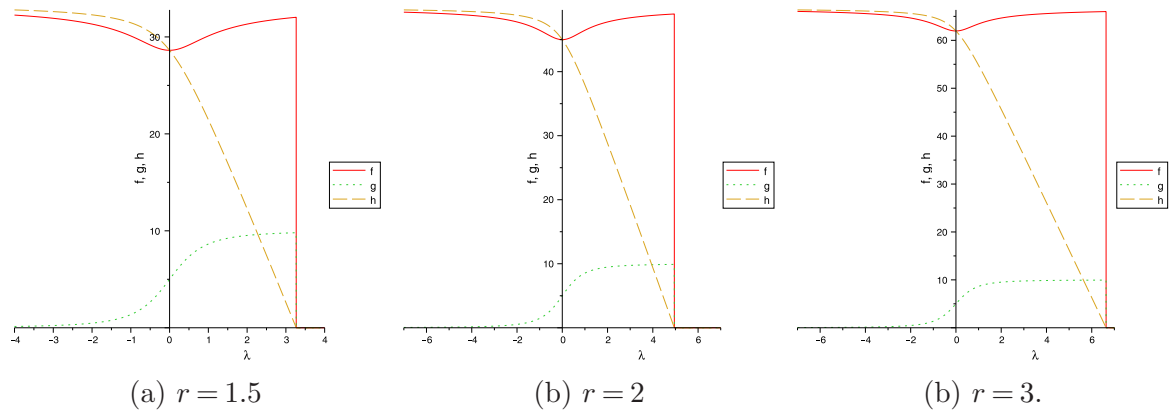 30
20
10
f, g, h
−4 −3 −2 −1 0 1 2 3 4
λ
f
g
h
(a) r = 1.5
40
30
20
10
f, g, h
−6 −4 −2 0 2 4 6
λ
f
g
h
(b) r = 2
60
50
40
30
20
10
f, g, h
−6 −4 −2 0 2 4 6
λ
f
g
h
(b) r = 3.